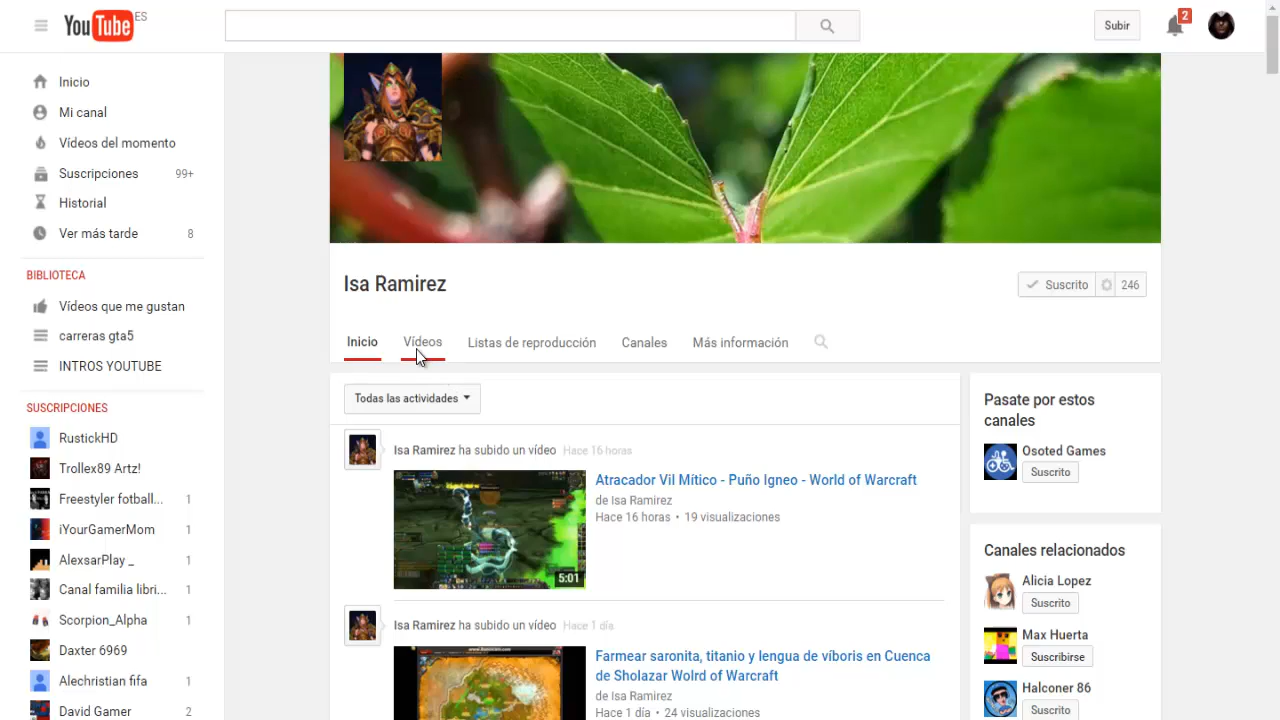 YouTube ES
Subir
2
Inicio
Mi canal
Vídeos del momento
Suscripciones 99+
Historial
Ver más tarde 8
BIBLIOTECA
Vídeos que me gustan
carreras gta5
INTROS YOUTUBE
SUSCRIPCIONES
RustickHD
Trollex89 Artz!
Freestyler fotball... 1
iYourGamerMom 1
AlexsarPlay _ 1
Canal familia libri... 1
Scorpion_Alpha 1
Daxter 6969 1
Alechristian fifa 1
David Gamer 2
Isa Ramirez
Suscrito 246
Inicio Vídeos Listas de reproducción Canales Más información
Todas las actividades
Isa Ramirez ha subido un vídeo Hace 16 horas
Atracador Vil Mítico - Puño Igneo - World of Warcraft
de Isa Ramirez
Hace 16 horas • 19 visualizaciones
5:01
Isa Ramirez ha subido un vídeo Hace 1 día
Farmear saronita, titanio y lengua de víboris en Cuenca
de Sholazar Wolrd of Warcraft
de Isa Ramirez
Hace 1 día • 24 visualizaciones
Pasate por estos
canales
Osoted Games
Suscrito
Canales relacionados
Alicia Lopez
Suscrito
Max Huerta
Suscribirse
Halconer 86
Suscrito